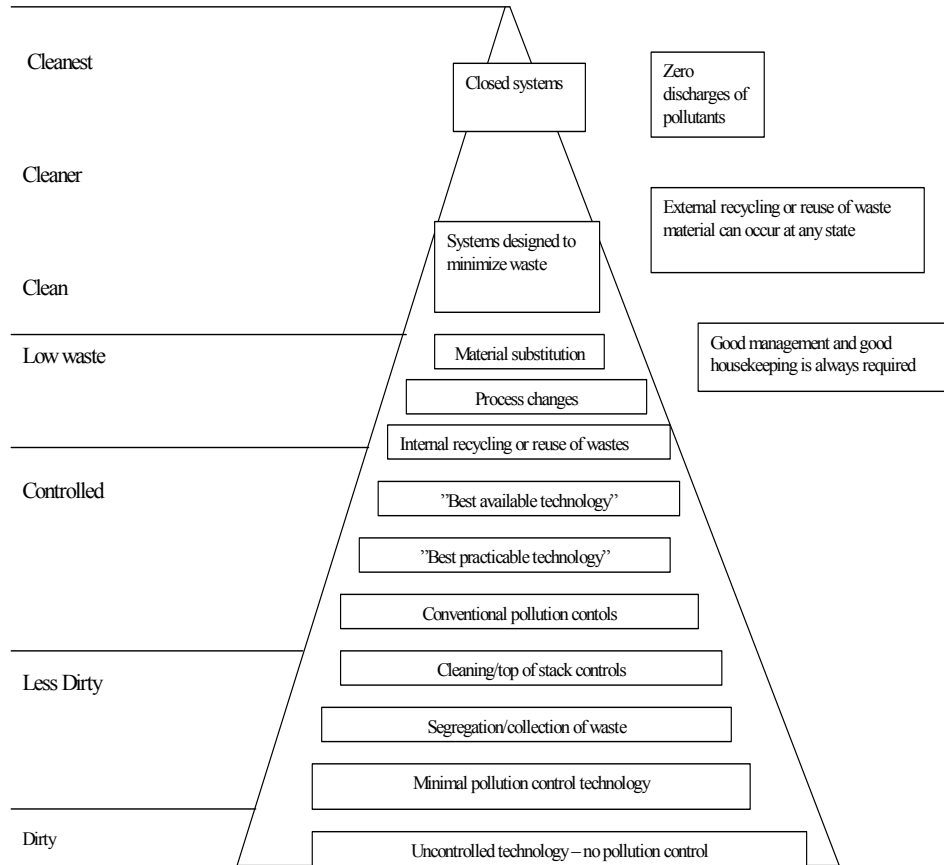 Cleanest
Closed systems
Zero
discharges of
pollutants
Cleaner
External recycling or reuse of waste
material can occur at any state
Systems designed to
minimize waste
Clean
Low waste
Material substitution
Good management and good
housekeeping is always required
Process changes
Internal recycling or reuse of wastes
Controlled
”Best available technology”
”Best practicable technology”
Conventional pollution contols
Less Dirty
Cleaning/top of stack controls
Segregation/collection of waste
Minimal pollution control technology
Dirty
Uncontrolled technology – no pollution control